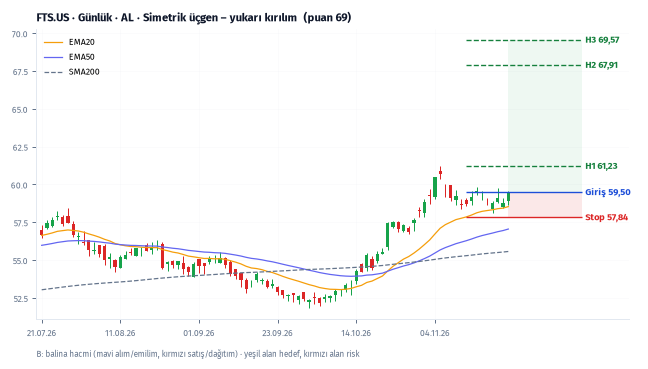 FTS.US · Günlük · AL · Simetrik üçgen – yukarı kırılım (puan 69)
70.0
67.5
65.0
62.5
60.0
57.5
55.0
52.5
EMA20
EMA50
SMA200
H3 69,57
H2 67,91
H1 61,23
Giriş 59,50
Stop 57,84
21.07.26
11.08.26
01.09.26
23.09.26
14.10.26
04.11.26
B: balina hacmi (mavi alım/emilim, kırmızı satış/dağıtım) · yeşil alan hedef, kırmızı alan risk